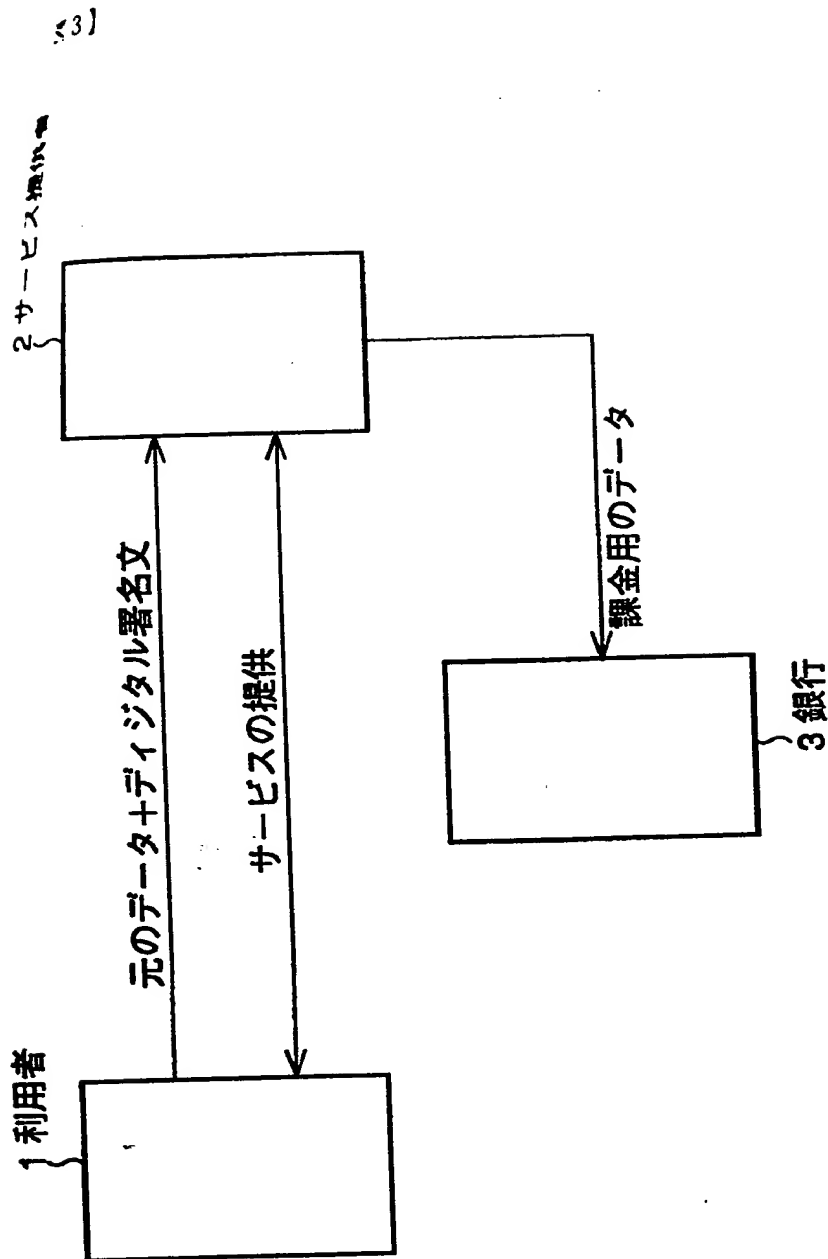 3】
1 利用者
元のデータ+ディジタル署名文
サービスの提供
2 サービス提供者
課金用のデータ
3 銀行